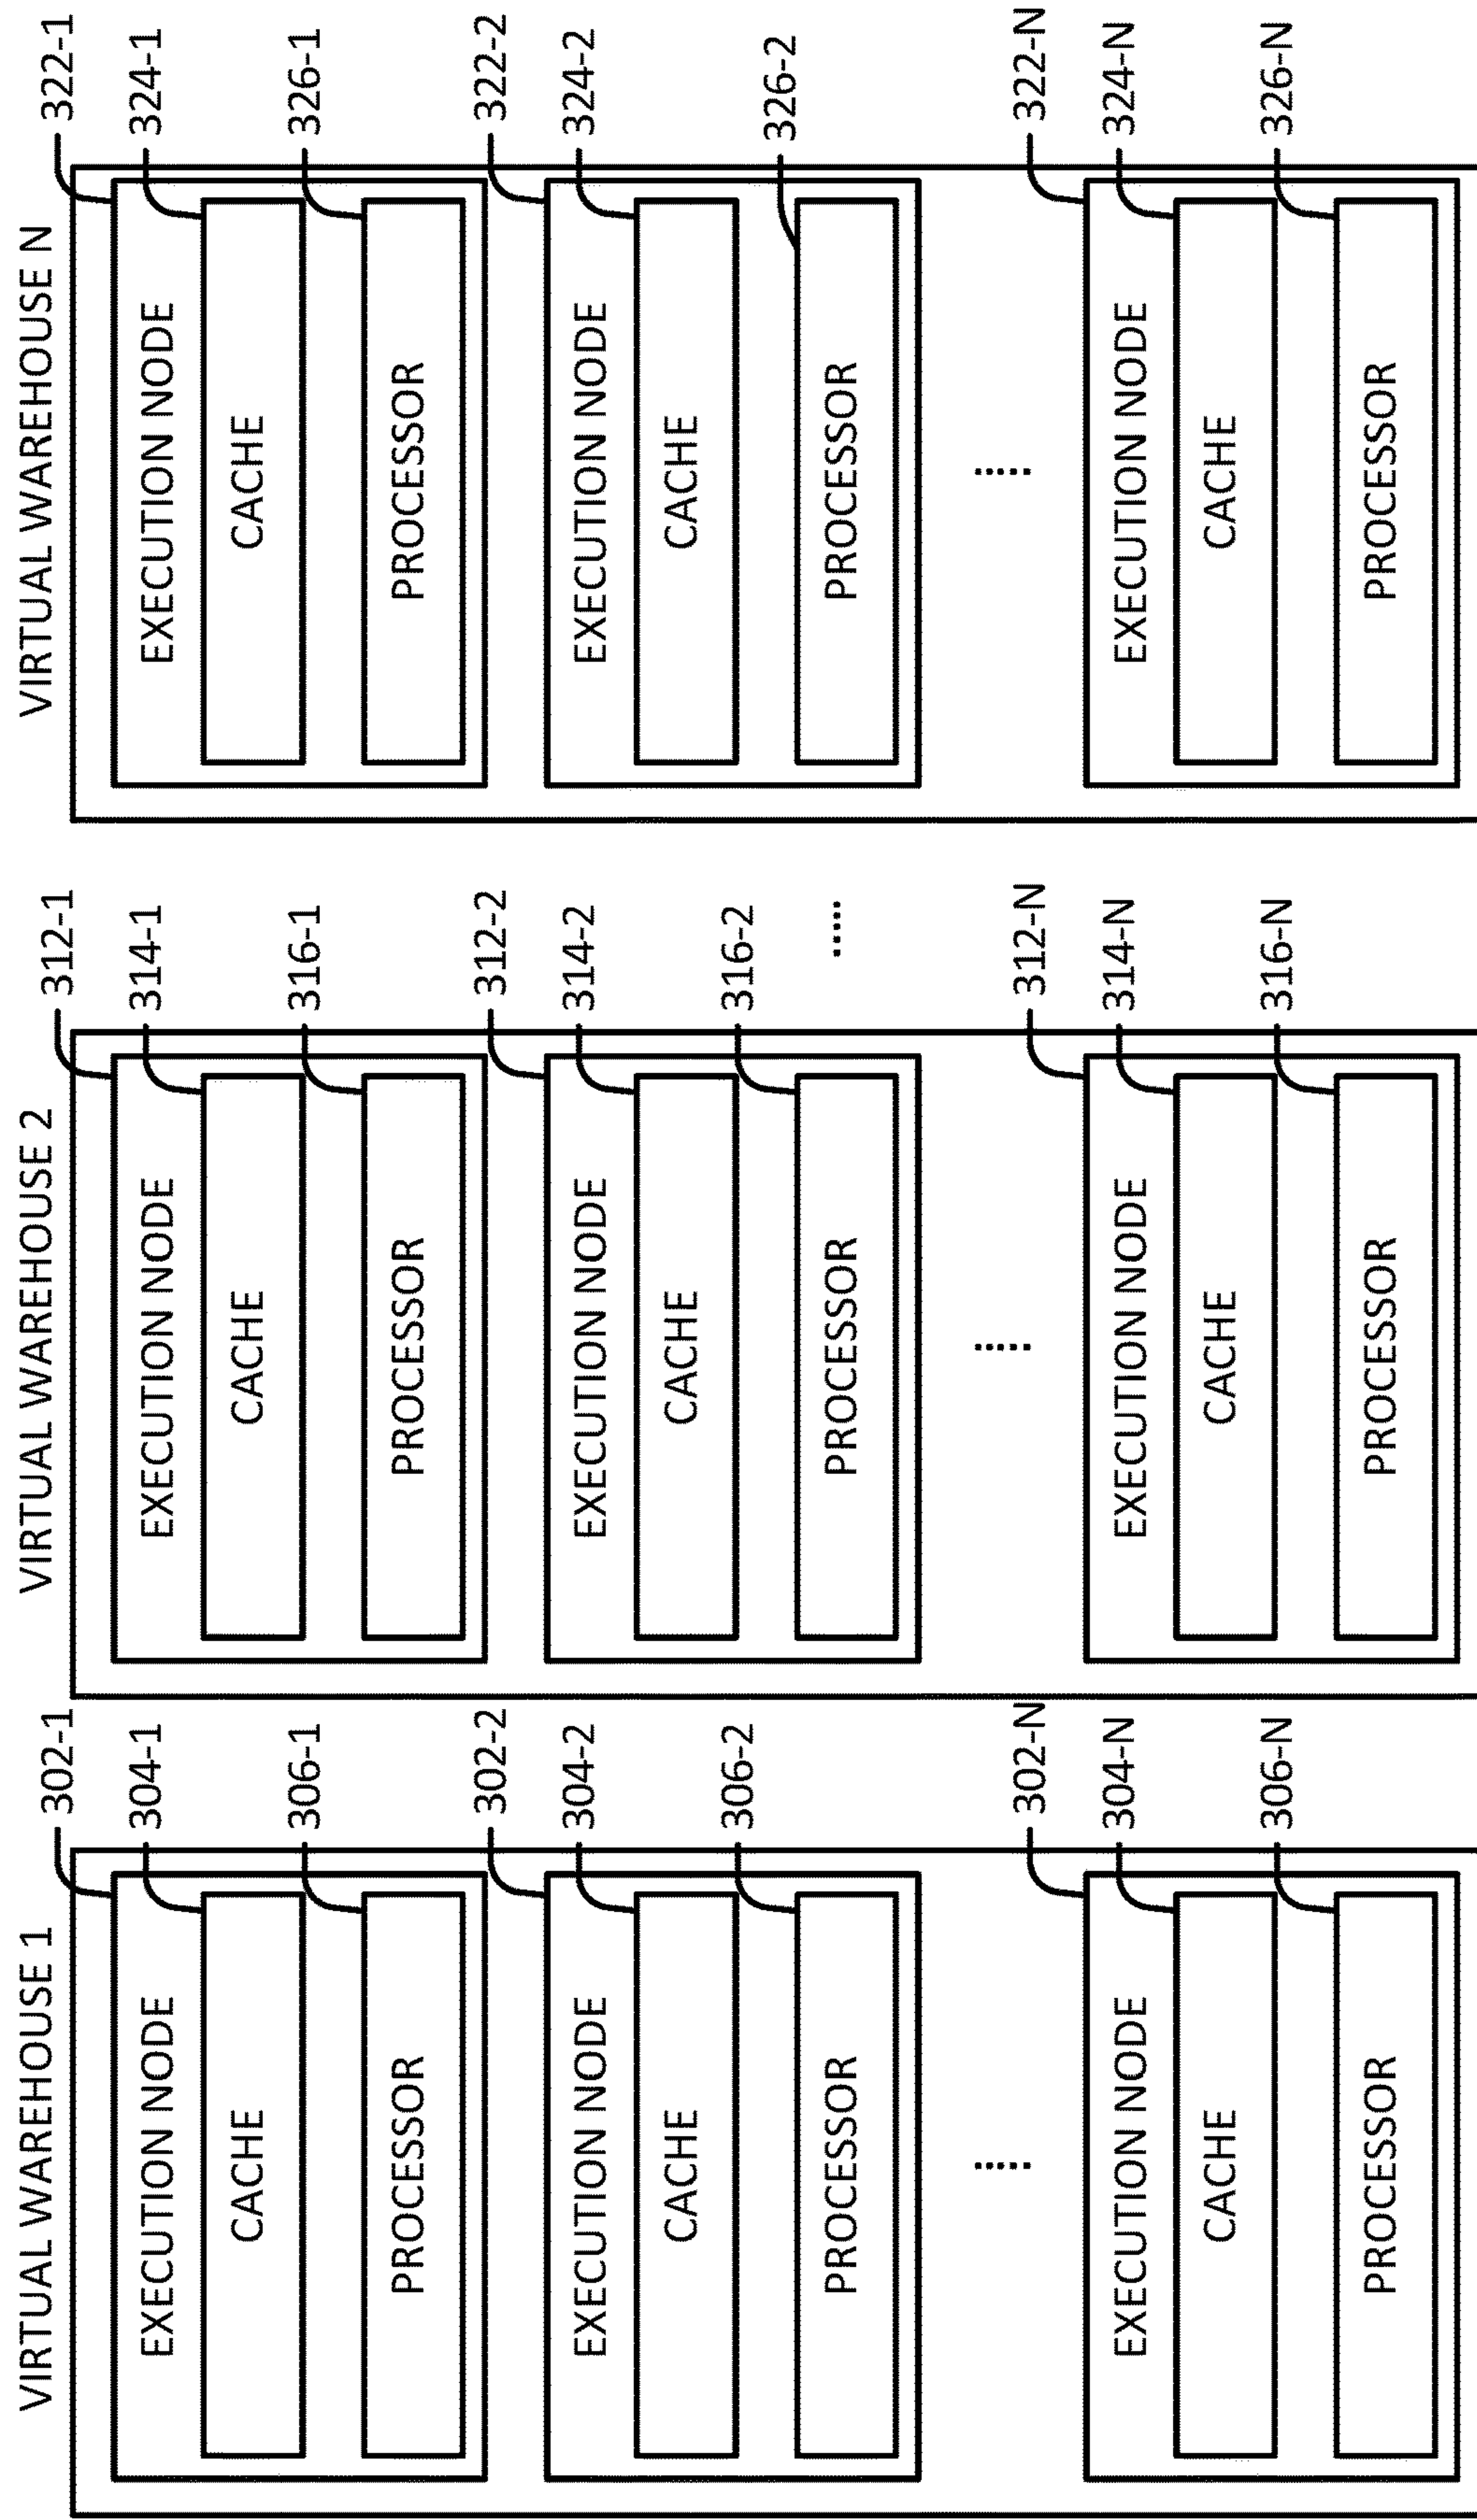 VIRTUAL WAREHOUSE 1
302-1
EXECUTION NODE
304-1
CACHE
306-1
PROCESSOR
302-2
EXECUTION NODE
304-2
CACHE
306-2
PROCESSOR
.....
302-N
EXECUTION NODE
304-N
CACHE
306-N
PROCESSOR
VIRTUAL WAREHOUSE 2
312-1
EXECUTION NODE
314-1
CACHE
316-1
PROCESSOR
312-2
EXECUTION NODE
314-2
CACHE
316-2
PROCESSOR
.....
312-N
EXECUTION NODE
314-N
CACHE
316-N
PROCESSOR
.....
VIRTUAL WAREHOUSE N
322-1
EXECUTION NODE
324-1
CACHE
326-1
PROCESSOR
322-2
EXECUTION NODE
324-2
CACHE
326-2
PROCESSOR
.....
322-N
EXECUTION NODE
324-N
CACHE
326-N
PROCESSOR